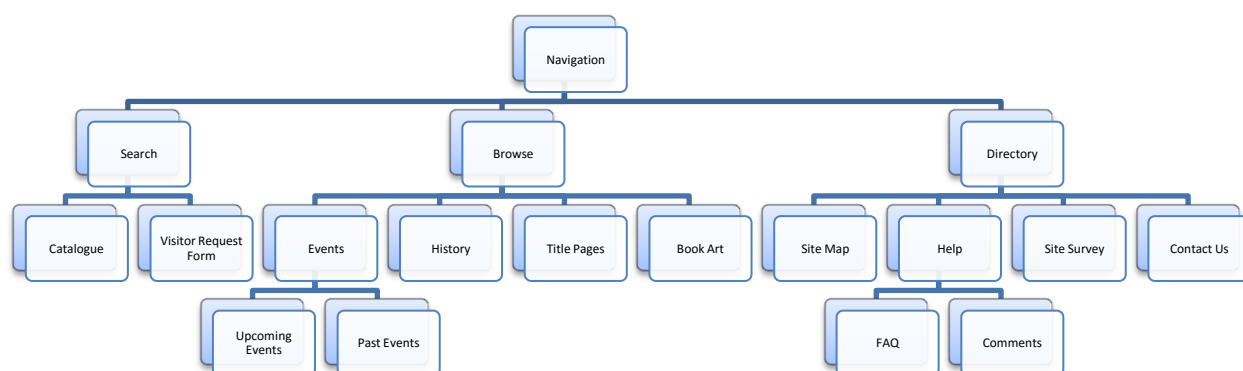 Navigation
Search
Browse
Directory
Catalogue
Visitor Request
Form
Events
History
Title Pages
Book Art
Site Map
Help
Site Survey
Contact Us
Upcoming
Events
Past Events
FAQ
Comments